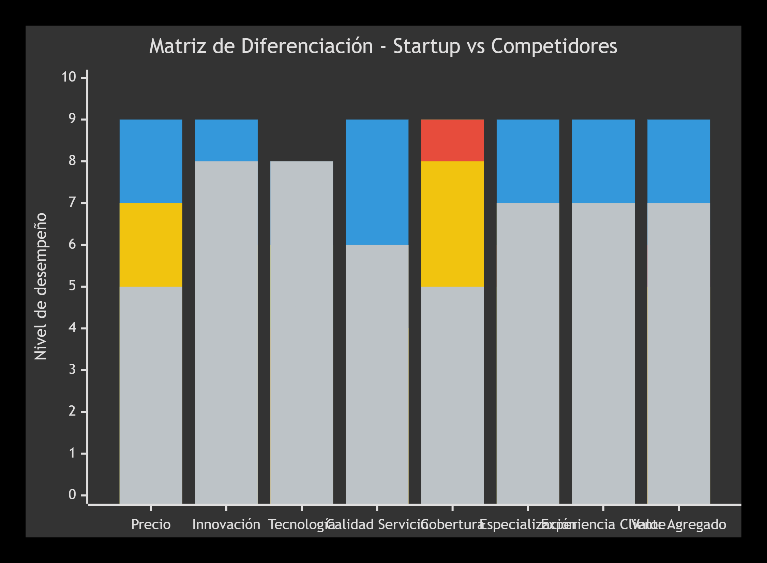 Matriz de Diferenciación - Startup vs Competidores
Nivel de desempeño
10
9
8
7
6
5
4
3
2
1
0
Precio
Innovación
Tecnología
Calidad Servicio
Cobertura
Especialización
Experiencia Cliente
Valor Agregado